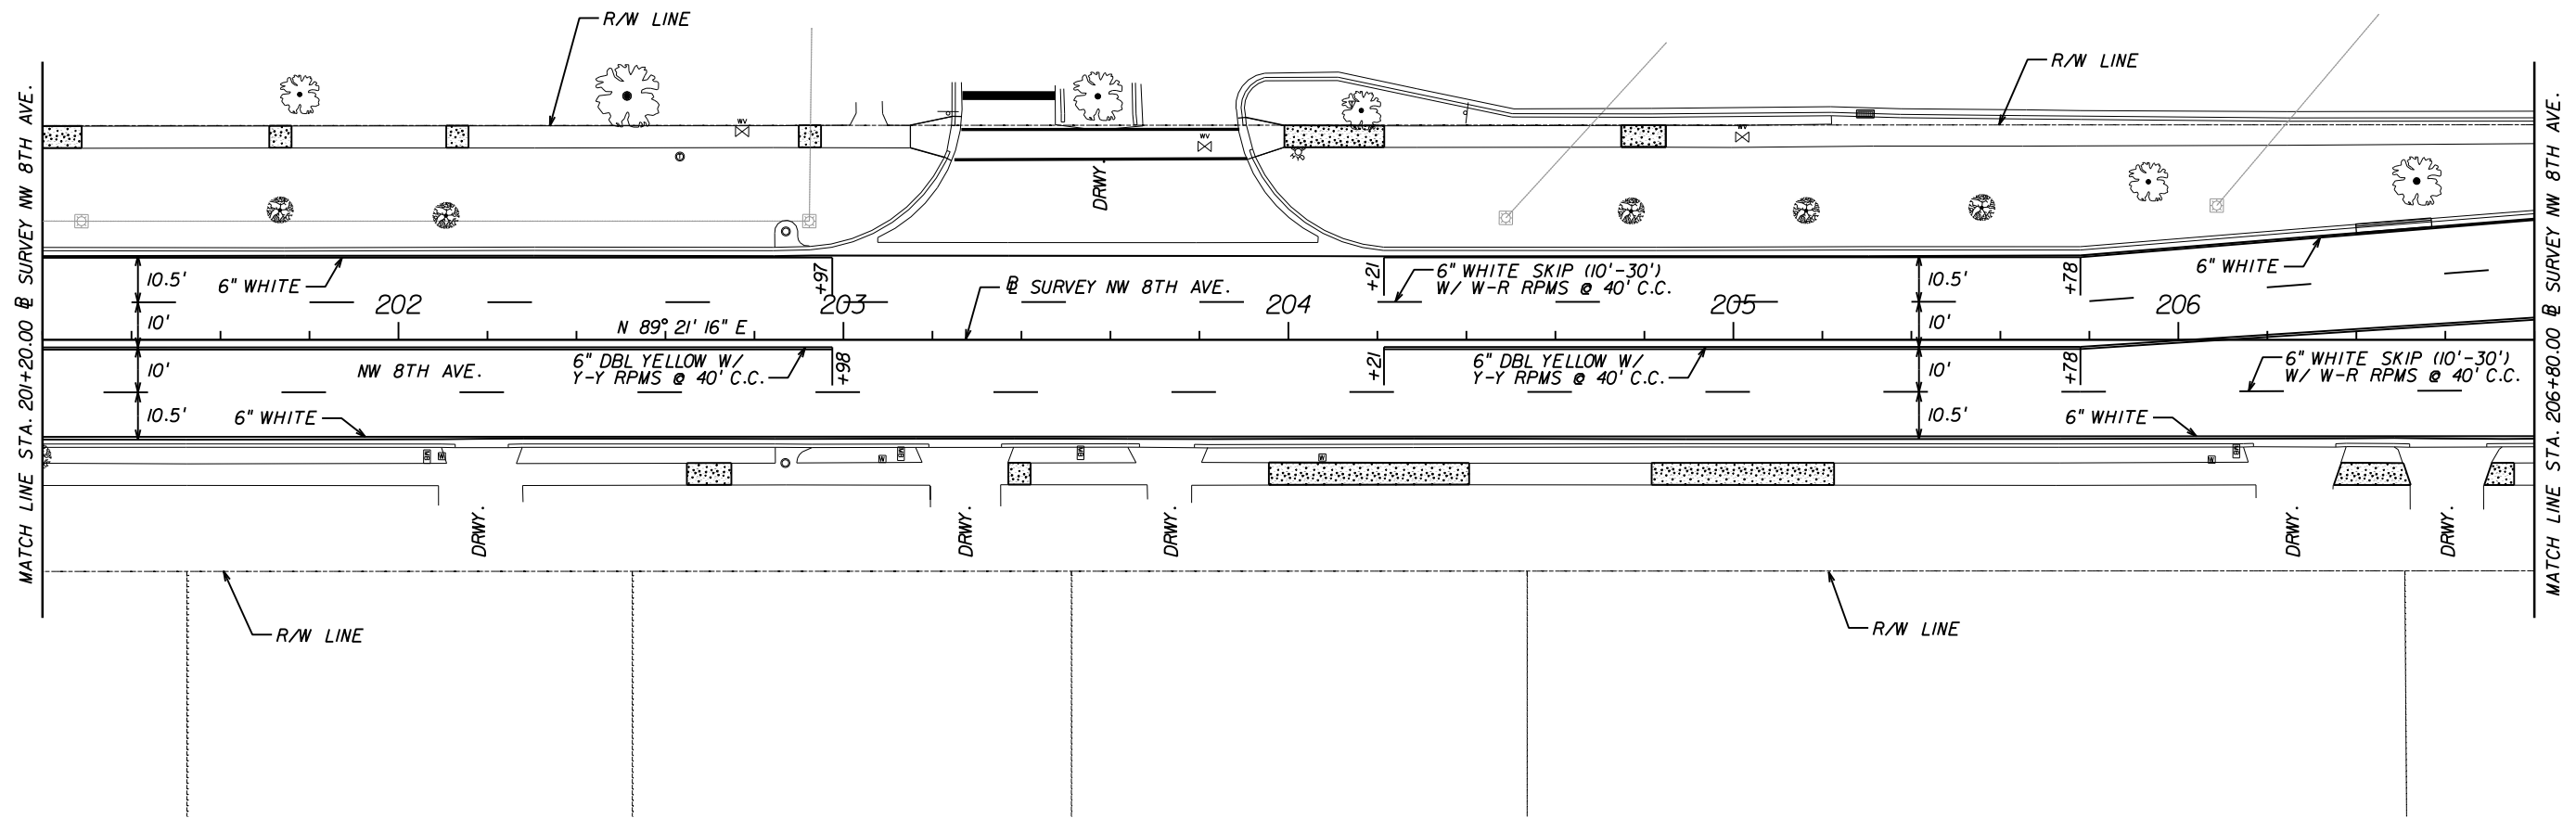 R/W LINE
R/W LINE
MATCH LINE STA. 201+20.00 ℄ SURVEY NW 8TH AVE.
MATCH LINE STA. 206+80.00 ℄ SURVEY NW 8TH AVE.
WV
WV
WV
DRWY.
6" WHITE
10.5'
10'
10'
10.5'
202
203
204
205
206
+97
+21
+78
℄ SURVEY NW 8TH AVE.
6" WHITE SKIP (10'-30')
W/ W-R RPMS @ 40' C.C.
10.5'
10'
10'
10.5'
6" WHITE
N 89° 21' 16" E
NW 8TH AVE.
6" DBL YELLOW W/
Y-Y RPMS @ 40' C.C.
+98
+21
6" DBL YELLOW W/
Y-Y RPMS @ 40' C.C.
+78
6" WHITE SKIP (10'-30')
W/ W-R RPMS @ 40' C.C.
6" WHITE
6" WHITE
DRWY.
DRWY.
DRWY.
DRWY.
DRWY.
R/W LINE
R/W LINE